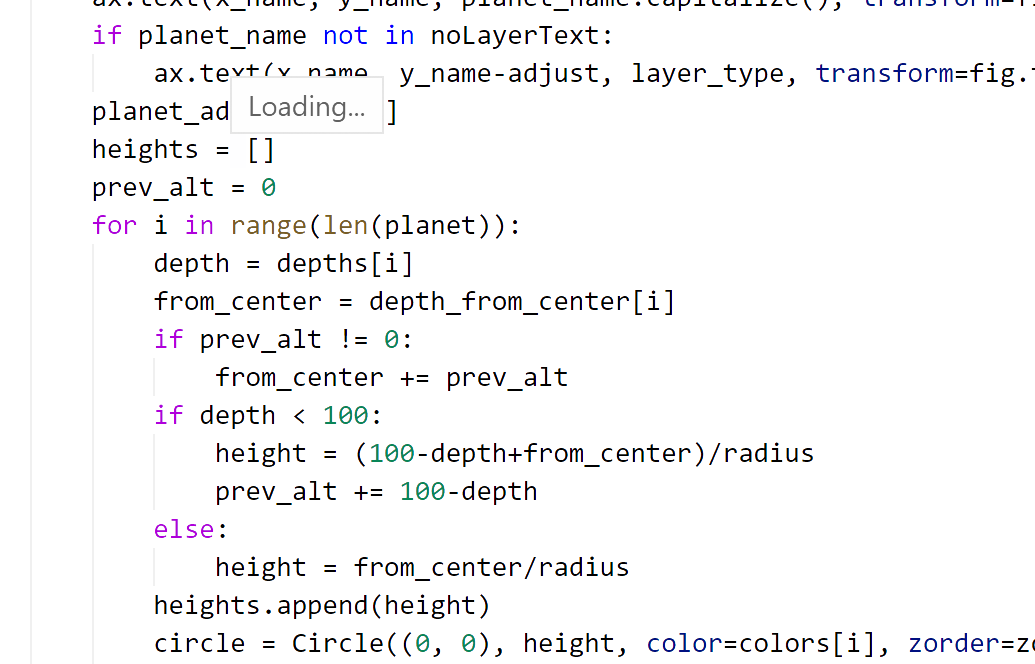 ax.text(x_name, y_name, planet_name.capitalize(), transform=fi
if planet_name not in noLayerText:
ax.text(x_name, y_name-adjust, layer_type, transform=fig.
planet_ad Loading... ]
heights = []
prev_alt = 0
for i in range(len(planet)):
depth = depths[i]
from_center = depth_from_center[i]
if prev_alt != 0:
from_center += prev_alt
if depth < 100:
height = (100-depth+from_center)/radius
prev_alt += 100-depth
else:
height = from_center/radius
heights.append(height)
circle = Circle((0, 0), height, color=colors[i], zorder=